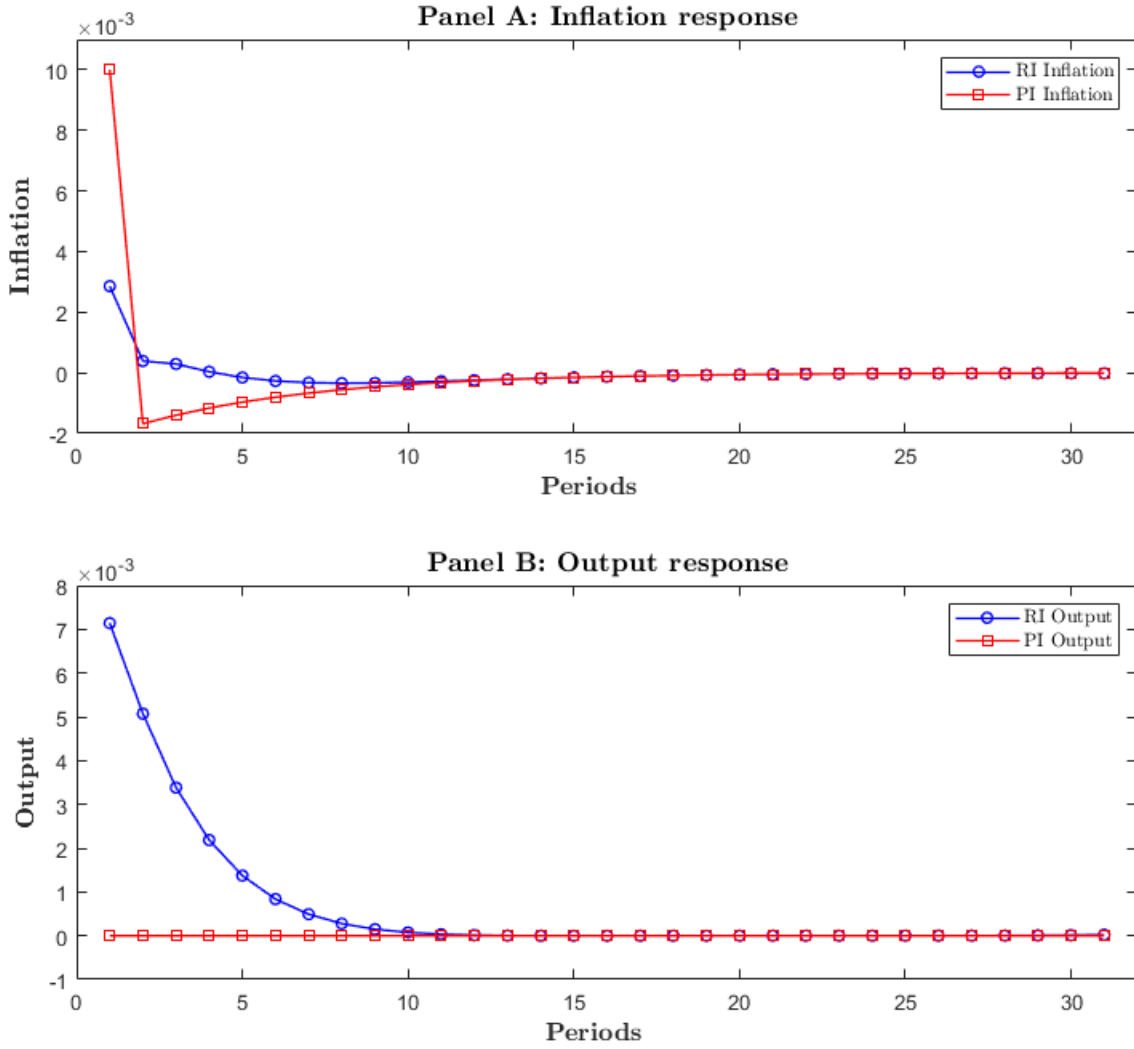 Panel A: Inflation response
×10-3
10
8
6
4
2
0
-2
Inflation
RI Inflation
PI Inflation
0 5 10 15 20 25 30
Periods
Panel B: Output response
×10-3
8
7
6
5
4
3
2
1
0
-1
Output
RI Output
PI Output
0 5 10 15 20 25 30
Periods